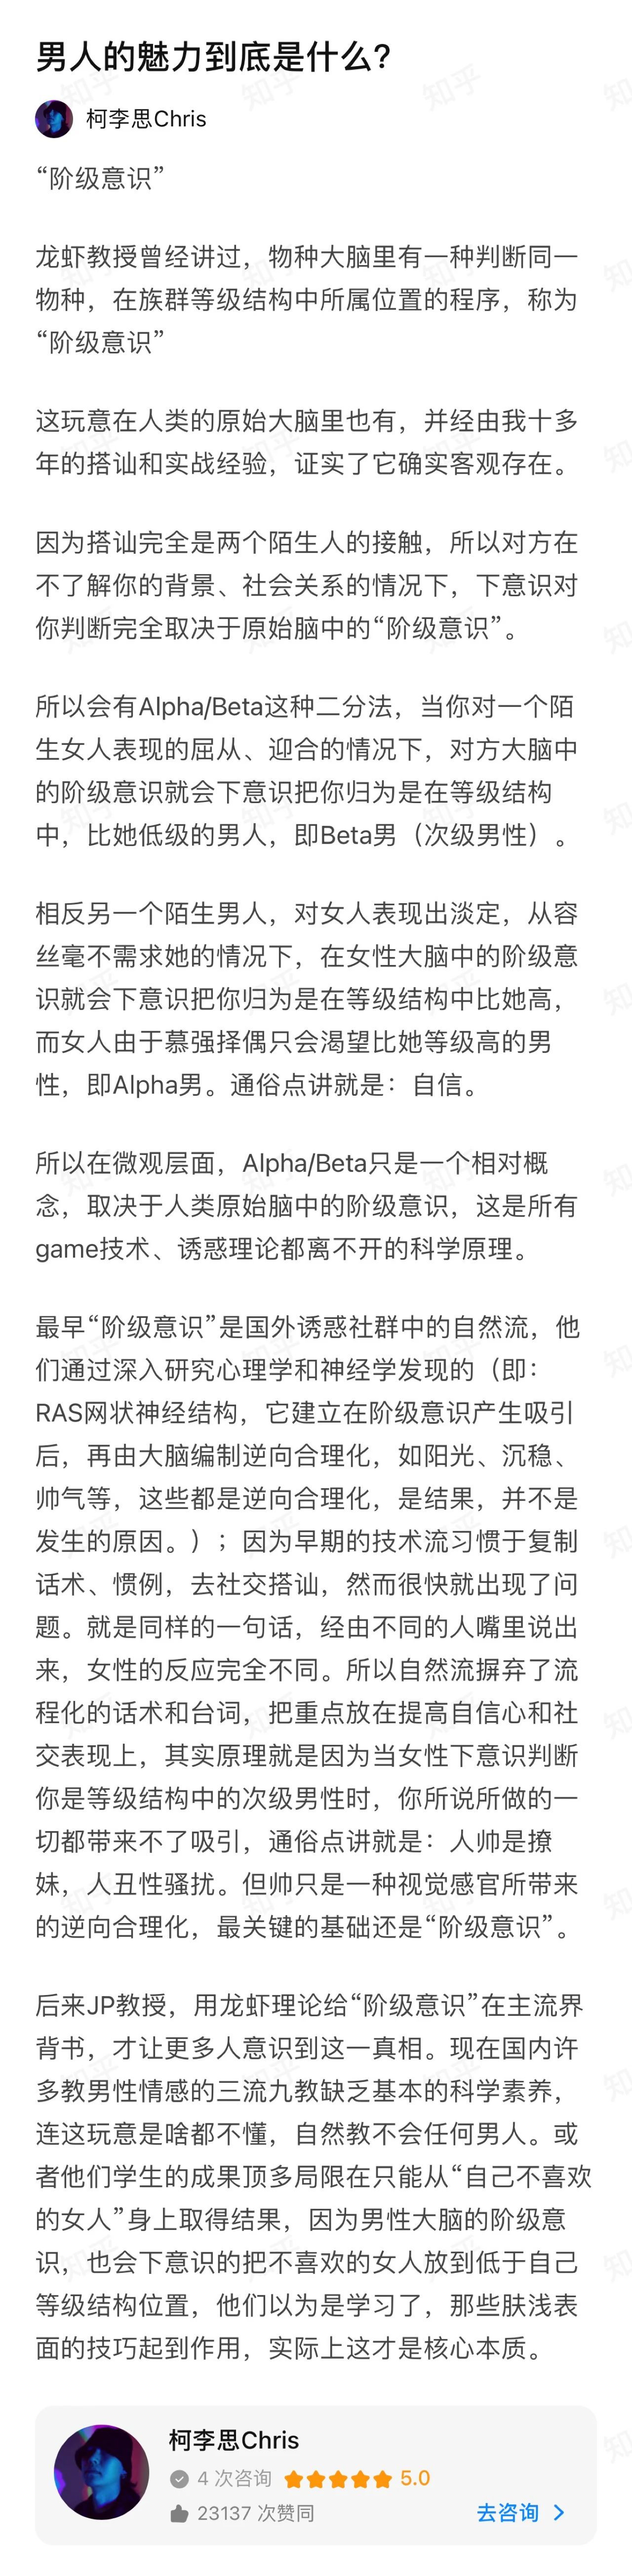 男人的魅力到底是什么?
柯李思Chris
“阶级意识”
龙虾教授曾经讲过，物种大脑里有一种判断同一
物种，在族群等级结构中所属位置的程序，称为
“阶级意识”
这玩意在人类的原始大脑里也有，并经由我十多
年的搭讪和实战经验，证实了它确实客观存在。
因为搭讪完全是两个陌生人的接触，所以对方在
不了解你的背景、社会关系的情况下，下意识对
你判断完全取决于原始脑中的“阶级意识”。
所以会有Alpha/Beta这种二分法，当你对一个陌
生女人表现的屈从、迎合的情况下，对方大脑中
的阶级意识就会下意识把你归为是在等级结构
中，比她低级的男人，即Beta男（次级男性）。
相反另一个陌生男人，对女人表现出淡定，从容
丝毫不需求她的情况下，在女性大脑中的阶级意
识就会下意识把你归为是在等级结构中比她高，
而女人由于慕强择偶只会渴望比她等级高的男
性，即Alpha男。通俗点讲就是：自信。
所以在微观层面，Alpha/Beta只是一个相对概
念，取决于人类原始脑中的阶级意识，这是所有
game技术、诱惑理论都离不开的科学原理。
最早“阶级意识”是国外诱惑社群中的自然流，他
们通过深入研究心理学和神经学发现的（即：
RAS网状神经结构，它建立在阶级意识产生吸引
后，再由大脑编制逆向合理化，如阳光、沉稳、
帅气等，这些都是逆向合理化，是结果，并不是
发生的原因。）；因为早期的技术流习惯于复制
话术、惯例，去社交搭讪，然而很快就出现了问
题。就是同样的一句话，经由不同的人嘴里说出
来，女性的反应完全不同。所以自然流摒弃了流
程化的话术和台词，把重点放在提高自信心和社
交表现上，其实原理就是因为当女性下意识判断
你是等级结构中的次级男性时，你所说所做的一
切都带来不了吸引，通俗点讲就是：人帅是撩
妹，人丑性骚扰。但帅只是一种视觉感官所带来
的逆向合理化，最关键的基础还是“阶级意识”。
后来JP教授，用龙虾理论给“阶级意识”在主流界
背书，才让更多人意识到这一真相。现在国内许
多教男性情感的三流九教缺乏基本的科学素养，
连这玩意是啥都不懂，自然教不会任何男人。或
者他们学生的成果顶多局限在只能从“自己不喜欢
的女人”身上取得结果，因为男性大脑的阶级意
识，也会下意识的把不喜欢的女人放到低于自己
等级结构位置，他们以为是学习了，那些肤浅表
面的技巧起到作用，实际上这才是核心本质。
柯李思Chris
4 次咨询 5.0
23137 次赞同 去咨询